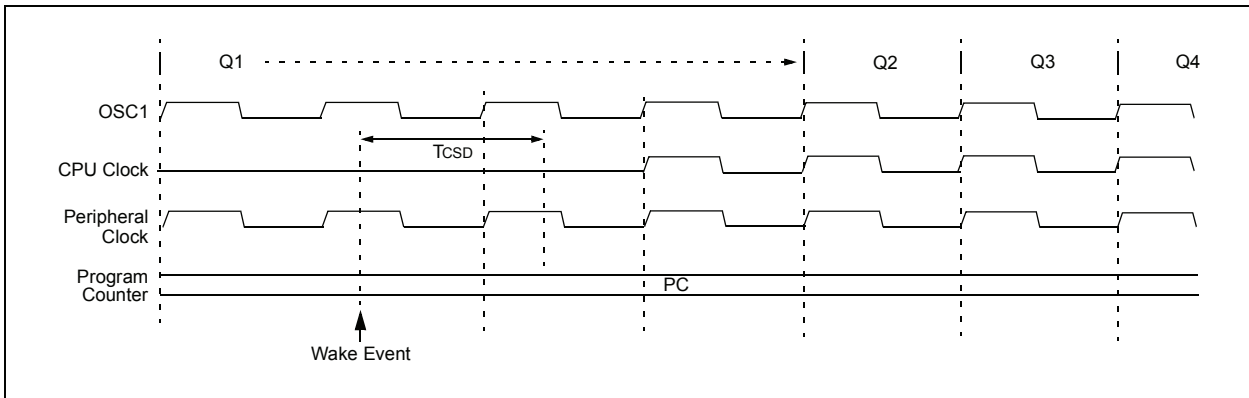 Q1 Q2 Q3 Q4
OSC1
TCSD
CPU Clock
Peripheral
Clock
Program
Counter
PC
Wake Event